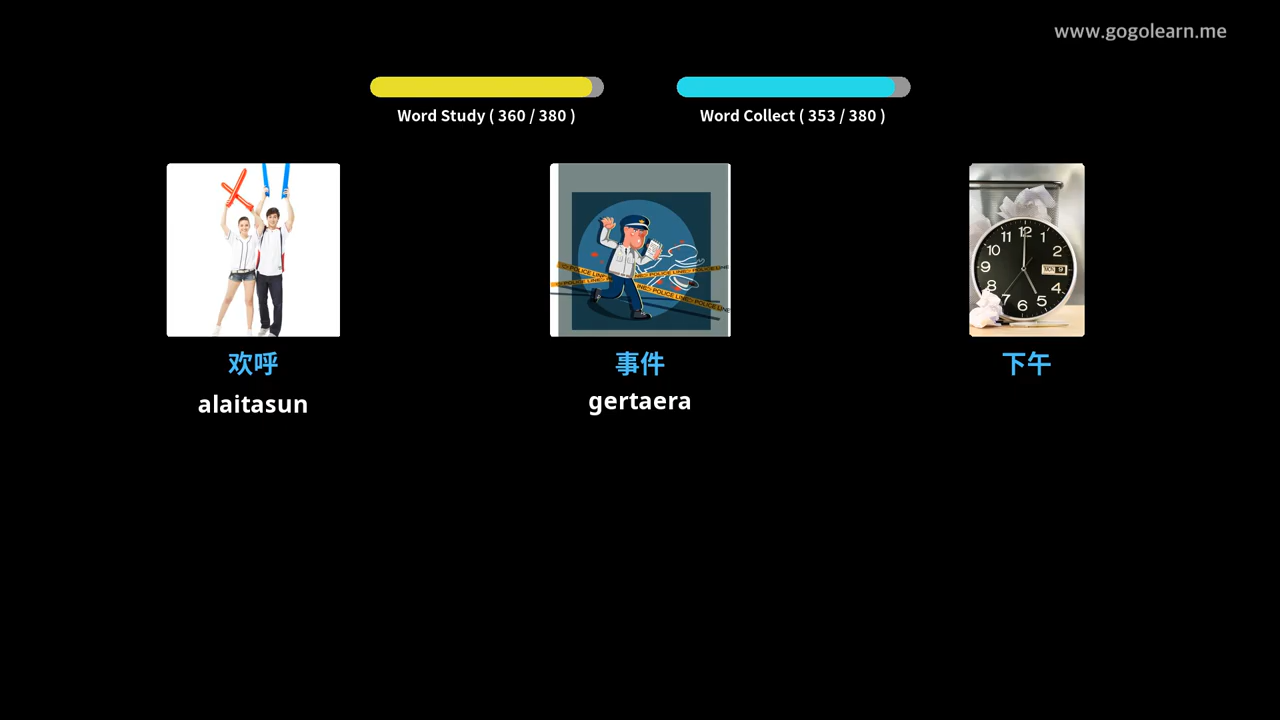 www.gogolearn.me
Word Study ( 360 / 380 )
Word Collect ( 353 / 380 )
欢呼
事件
下午
alaitasun
gertaera